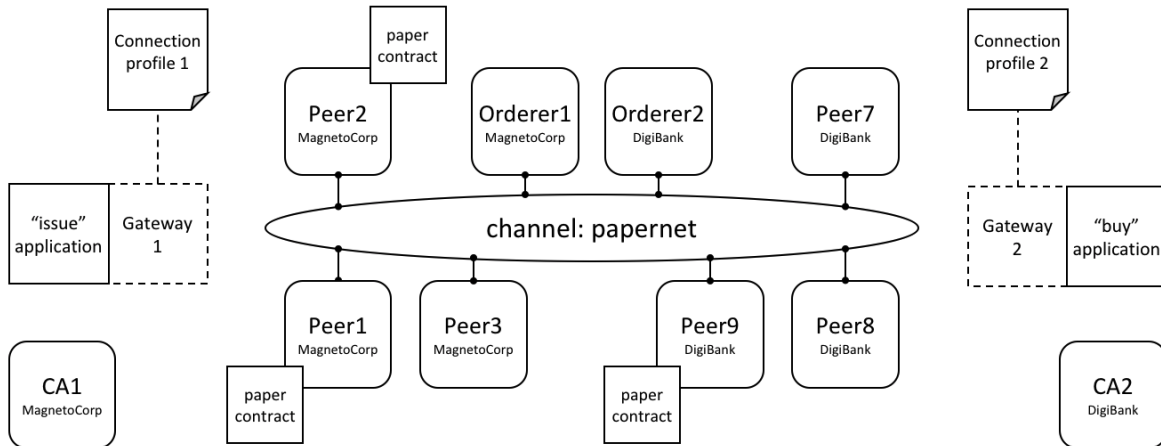 Connection
profile 1
paper
contract
Connection
profile 2
Peer2
MagnetoCorp
Orderer1
MagnetoCorp
Orderer2
DigiBank
Peer7
DigiBank
“issue”
application
Gateway
1
channel: papernet
Gateway
2
“buy”
application
Peer1
MagnetoCorp
Peer3
MagnetoCorp
Peer9
DigiBank
Peer8
DigiBank
CA1
MagnetoCorp
paper
contract
paper
contract
CA2
DigiBank